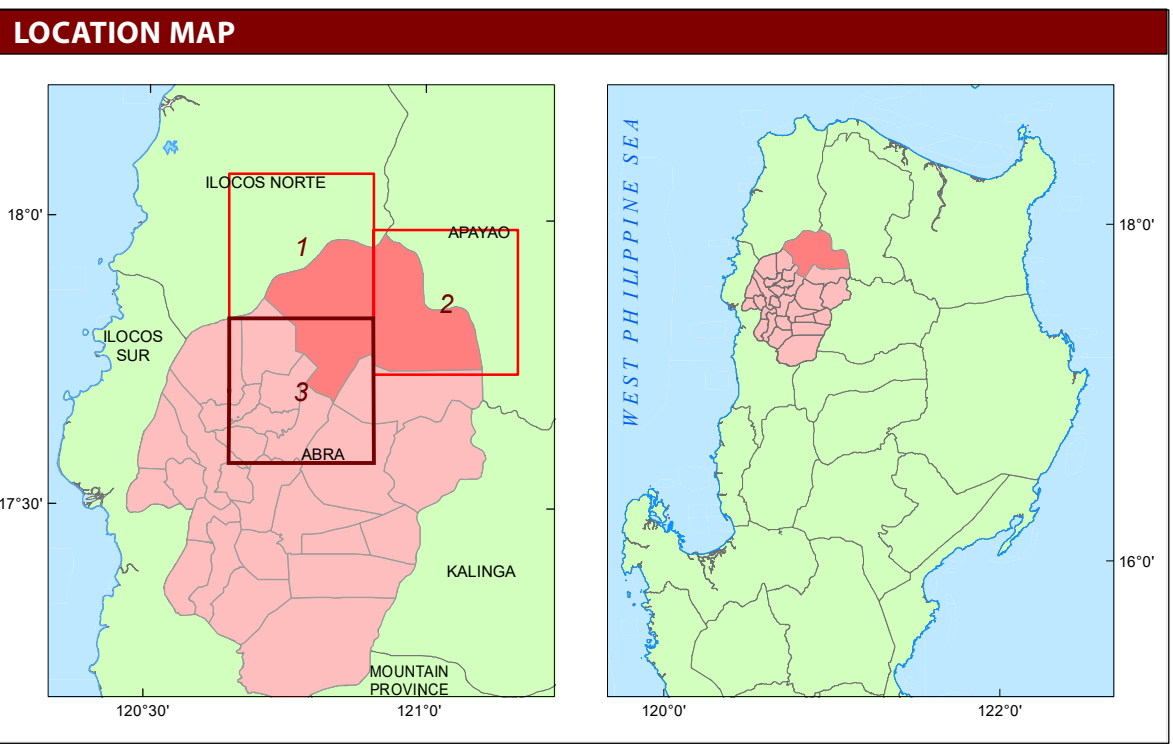 LOCATION MAP
ILOCOS NORTE
18°0'
1
APAYAO
2
ILOCOS
SUR
3
ABRA
17°30'
KALINGA
MOUNTAIN
PROVINCE
120°30'
121°0'
WEST PHILIPPINE SEA
18°0'
16°0'
120°0'
122°0'